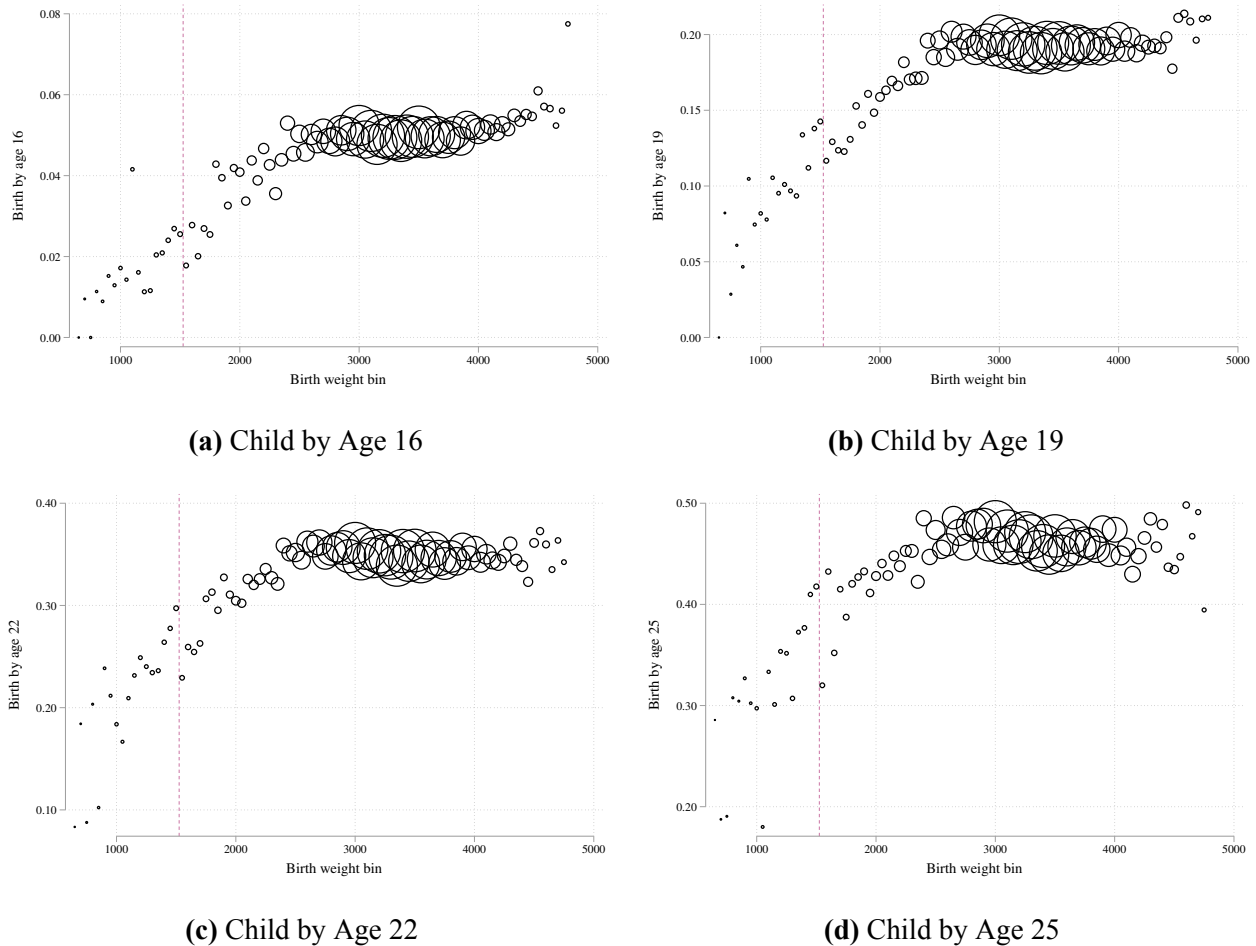 0.08
0.06
0.04
0.02
0.00
Birth by age 16
1000 2000 3000 4000 5000
Birth weight bin
(a) Child by Age 16
0.20
0.15
0.10
0.05
0.00
Birth by age 19
1000 2000 3000 4000 5000
Birth weight bin
(b) Child by Age 19
0.40
0.30
0.20
0.10
Birth by age 22
1000 2000 3000 4000 5000
Birth weight bin
(c) Child by Age 22
0.50
0.40
0.30
0.20
Birth by age 25
1000 2000 3000 4000 5000
Birth weight bin
(d) Child by Age 25